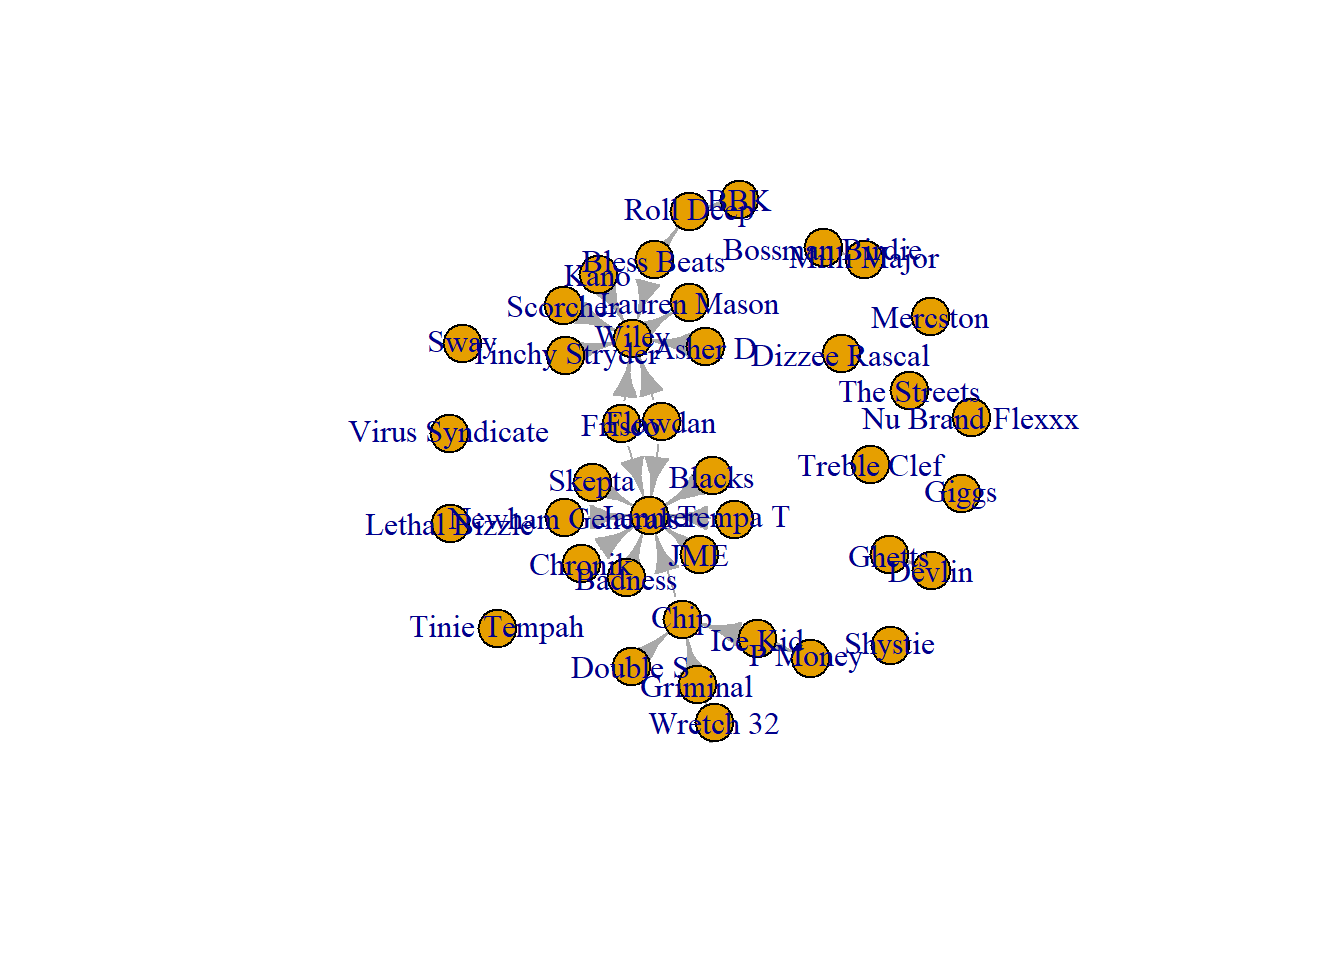 BBK
Roll Deep
Bossman Birdie
Milli Major
Bless Beats
Kano
Lauren Mason
Scorcher
Mercston
Wiley
Sway
Tinchy Stryder
Asher D
Dizzee Rascal
The Streets
Nu Brand Flexxx
Frisco
Flowdan
Virus Syndicate
Treble Clef
Blacks
Skepta
Giggs
Jammer
Tempa T
Newham Generals
Lethal Bizzle
JME
Ghetts
Chronik
Devlin
Badness
Chip
Tinie Tempah
Ice Kid
Shystie
P Money
Double S
Griminal
Wretch 32